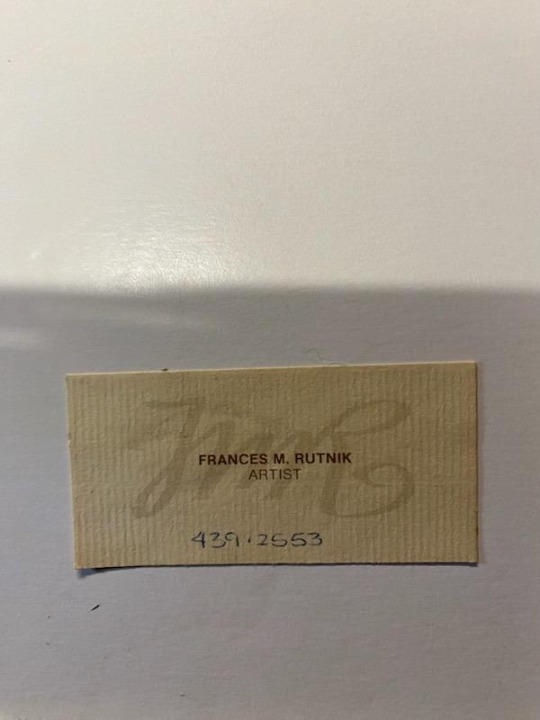 FRANCES M. RUTNIK
ARTIST
439.2553